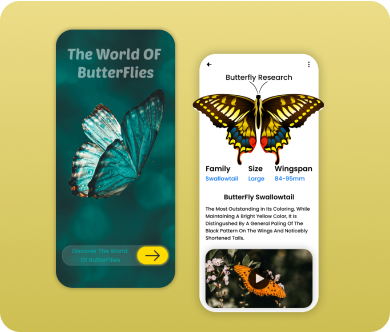 The World OF
ButterFlies
Discover The World
Of ButterFlies
Butterfly Research
Family Size Wingspan
Swallowtail Large 84-95mm
ButterFly Swallowtail
The Most Outstanding In Its Coloring. While
Maintaining A Bright Yellow Color, It Is
Distinguished By A General Paling Of The
Black Pattern On The Wings And Noticebly
Shortened Tails.